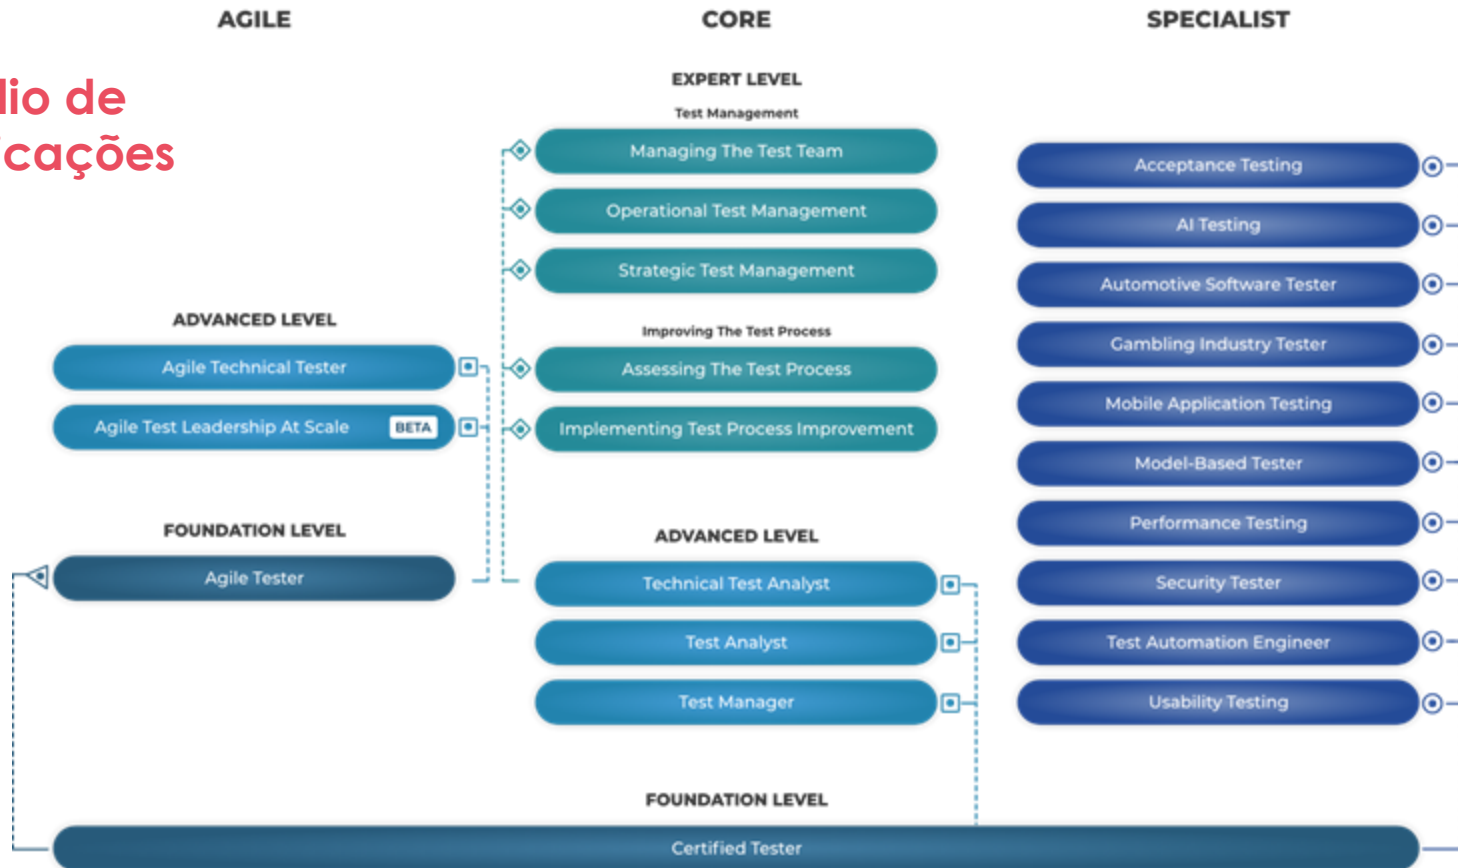 AGILE
CORE
SPECIALIST
lio de
icações
EXPERT LEVEL
Test Management
Managing The Test Team
Operational Test Management
Strategic Test Management
Improving The Test Process
Assessing The Test Process
Implementing Test Process Improvement
ADVANCED LEVEL
Agile Technical Tester
Agile Test Leadership At Scale BETA
FOUNDATION LEVEL
Agile Tester
ADVANCED LEVEL
Technical Test Analyst
Test Analyst
Test Manager
Acceptance Testing
AI Testing
Automotive Software Tester
Gambling Industry Tester
Mobile Application Testing
Model-Based Tester
Performance Testing
Security Tester
Test Automation Engineer
Usability Testing
FOUNDATION LEVEL
Certified Tester